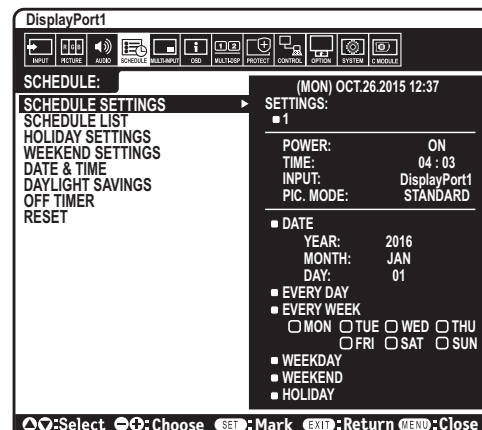 DisplayPort1
INPUT PICTURE AUDIO SCHEDULE MULTI-INPUT OSD MULTI-DSP PROTECT CONTROL OPTION SYSTEM C MODULE
SCHEDULE:
SCHEDULE SETTINGS
SCHEDULE LIST
HOLIDAY SETTINGS
WEEKEND SETTINGS
DATE & TIME
DAYLIGHT SAVINGS
OFF TIMER
RESET
(MON) OCT.26.2015 12:37
SETTINGS:
1
POWER: ON
TIME: 04 : 03
INPUT: DisplayPort1
PIC. MODE: STANDARD
DATE
YEAR: 2016
MONTH: JAN
DAY: 01
EVERY DAY
EVERY WEEK
MON TUE WED THU
FRI SAT SUN
WEEKDAY
WEEKEND
HOLIDAY
:Select :Choose SET:Mark EXIT:Return MENU:Close